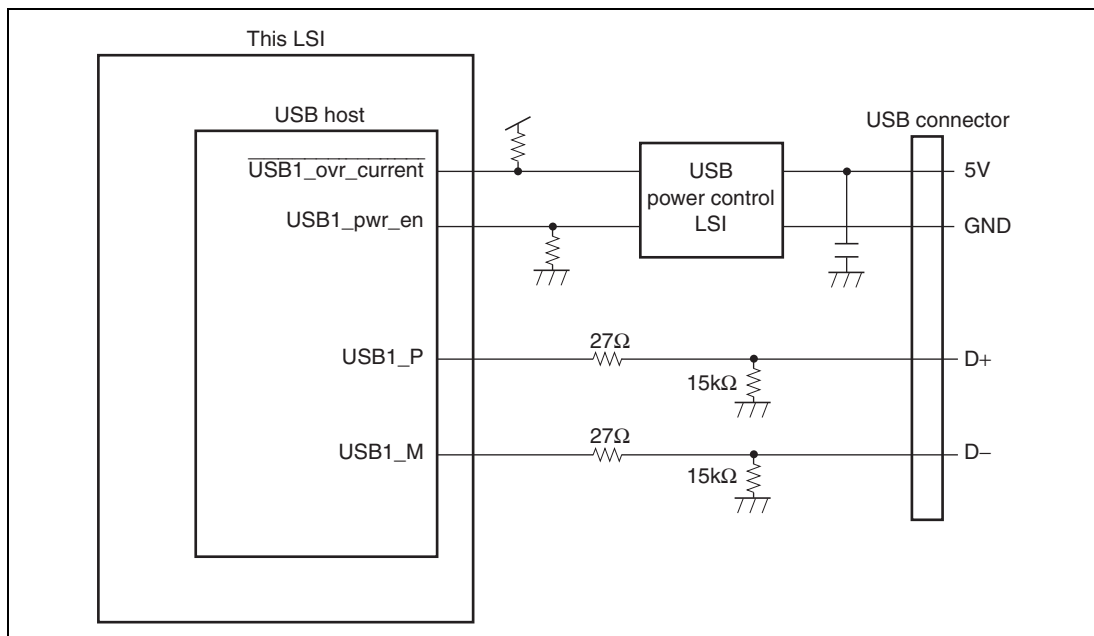 This LSI
USB host
USB connector
USB1_ovr_current
USB
power control
LSI
5V
USB1_pwr_en
GND
27Ω
USB1_P
D+
15kΩ
27Ω
USB1_M
D−
15kΩ